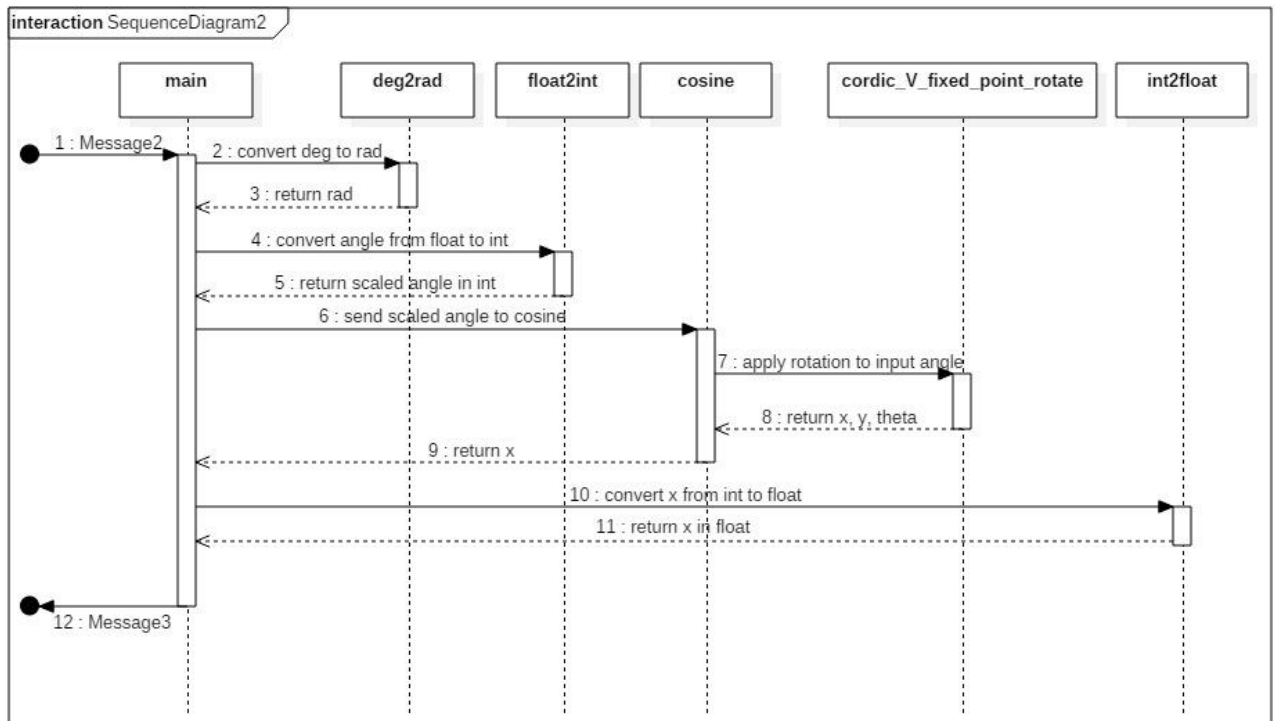 interaction SequenceDiagram2
main
deg2rad
float2int
cosine
cordic_V_fixed_point_rotate
int2float
1 : Message2
2 : convert deg to rad
3 : return rad
4 : convert angle from float to int
5 : return scaled angle in int
6 : send scaled angle to cosine
7 : apply rotation to input angle
8 : return x, y, theta
9 : return x
10 : convert x from int to float
11 : return x in float
12 : Message3